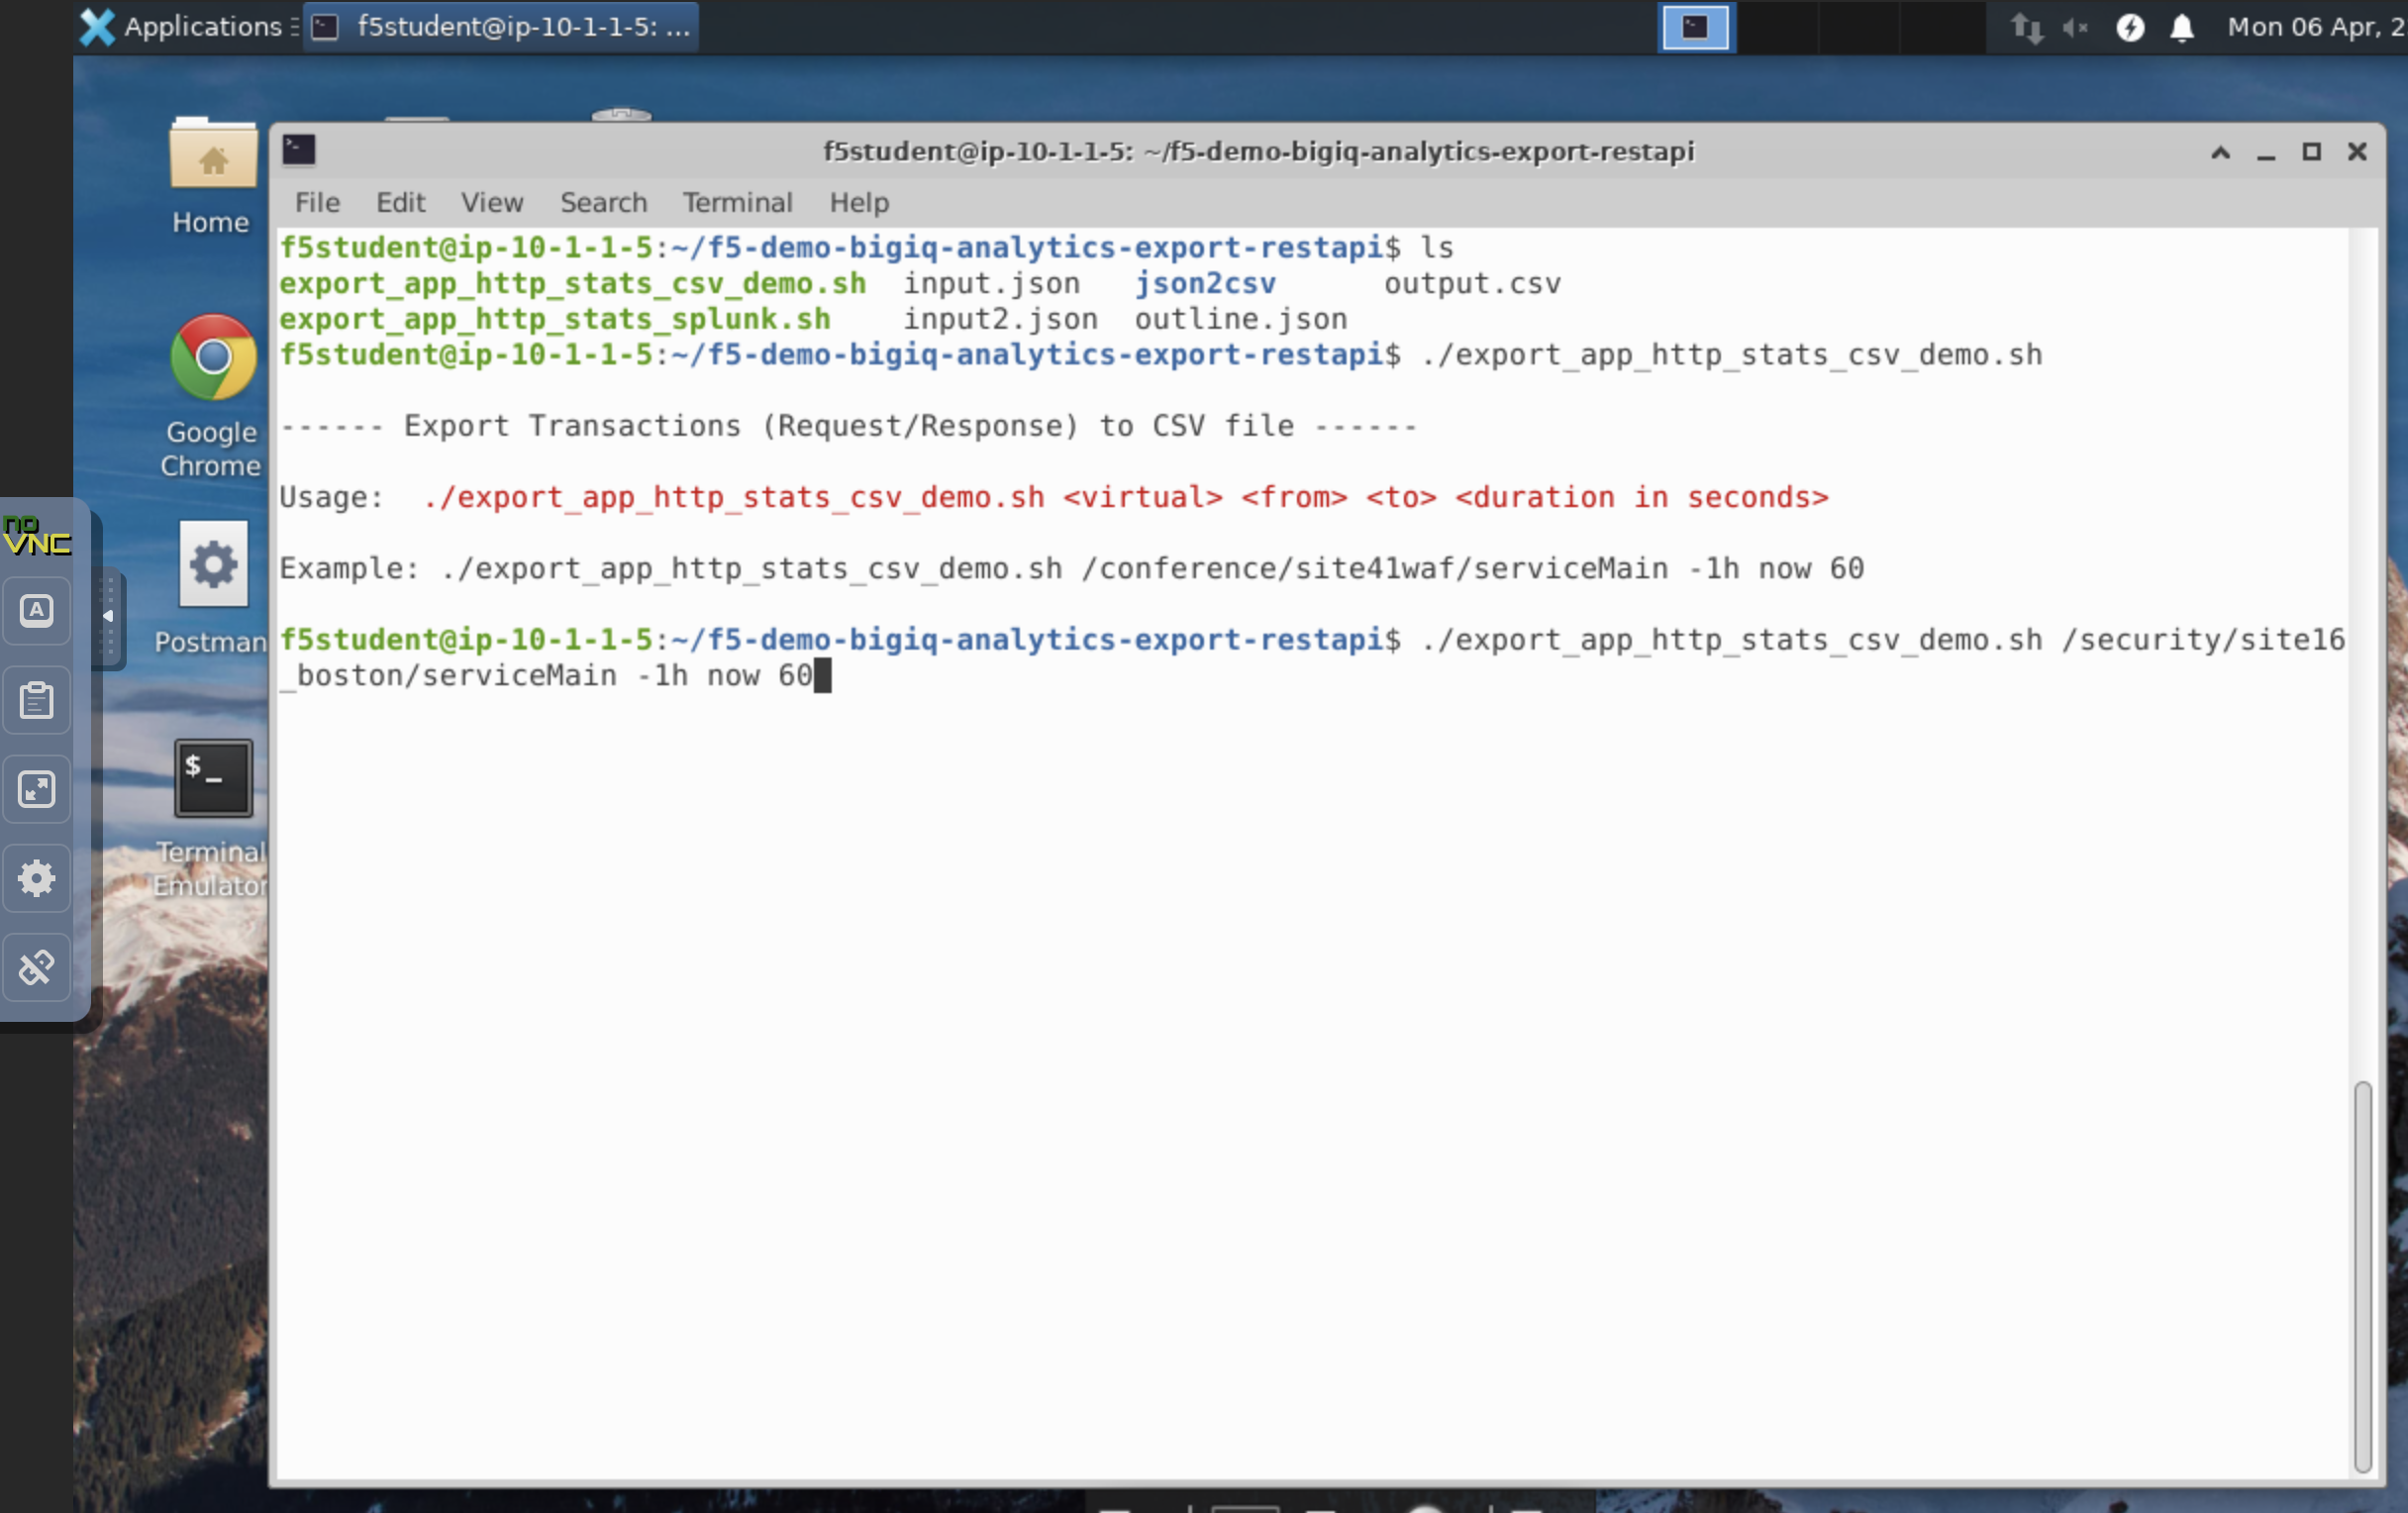 Applications
f5student@ip-10-1-1-5: ...
Mon 06 Apr, 2
f5student@ip-10-1-1-5: ~/f5-demo-bigiq-analytics-export-restapi
File Edit View Search Terminal Help
f5student@ip-10-1-1-5:~/f5-demo-bigiq-analytics-export-restapi$ ls
export_app_http_stats_csv_demo.sh input.json json2csv output.csv
export_app_http_stats_splunk.sh input2.json outline.json
f5student@ip-10-1-1-5:~/f5-demo-bigiq-analytics-export-restapi$ ./export_app_http_stats_csv_demo.sh
------ Export Transactions (Request/Response) to CSV file ------
Usage: ./export_app_http_stats_csv_demo.sh <virtual> <from> <to> <duration in seconds>
Example: ./export_app_http_stats_csv_demo.sh /conference/site41waf/serviceMain -1h now 60
f5student@ip-10-1-1-5:~/f5-demo-bigiq-analytics-export-restapi$ ./export_app_http_stats_csv_demo.sh /security/site16
_boston/serviceMain -1h now 60
Home
Google
Chrome
Postman
$_
Terminal
Emulator
no
VNC
A